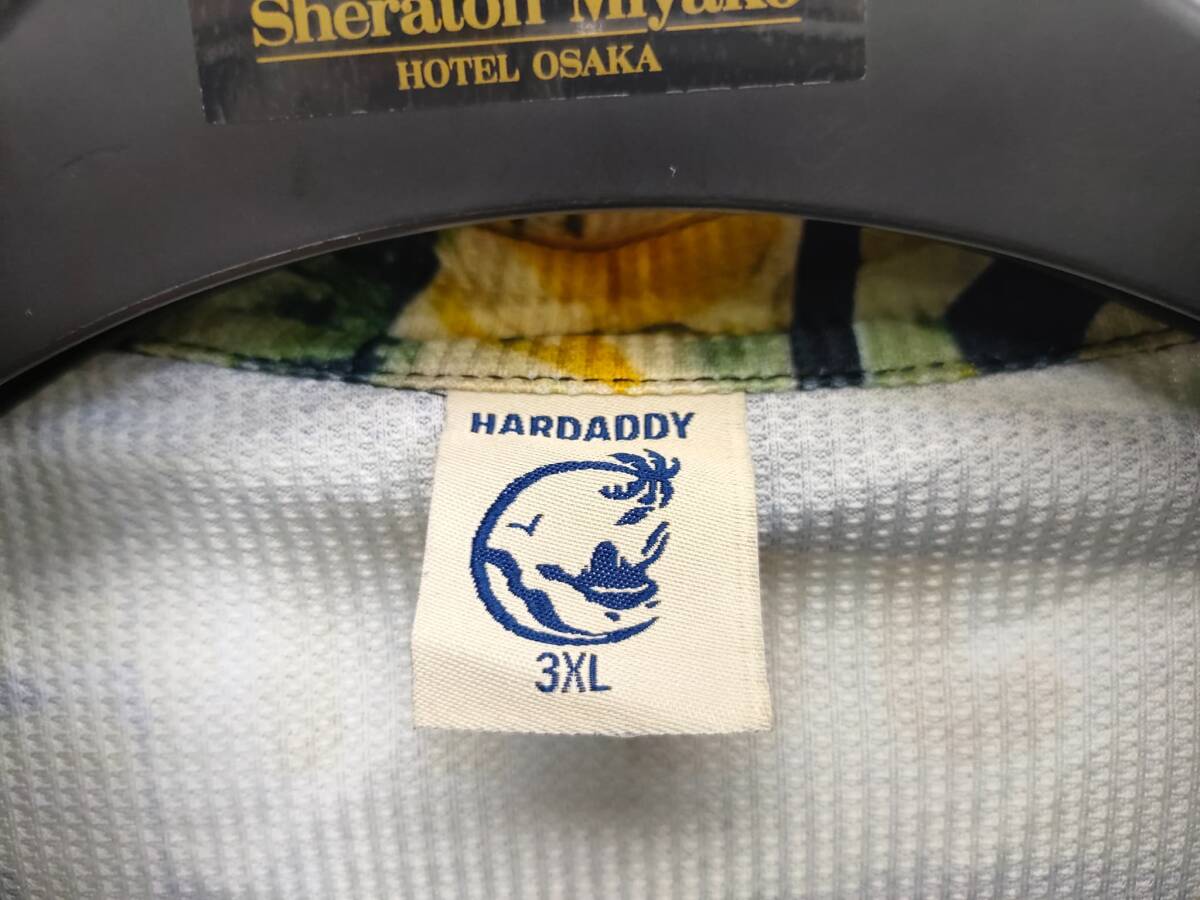 Sheraton Miyako
HOTEL OSAKA
HARDADDY
3XL